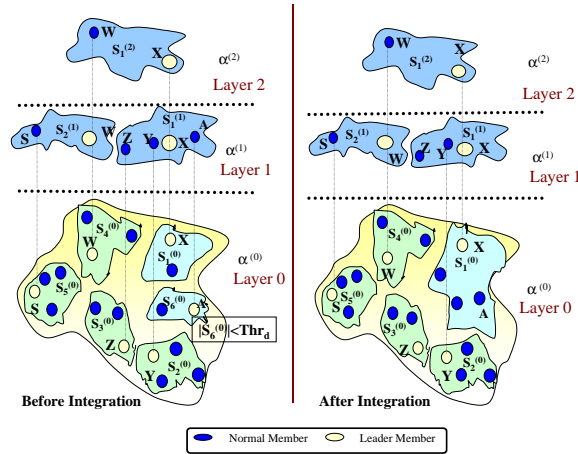 W
S₁⁽²⁾
X
α⁽²⁾
Layer 2
S
S₂⁽¹⁾
W
Z
Y
S₁⁽¹⁾
X
A
α⁽¹⁾
Layer 1
S₄⁽⁰⁾
W
X
S₁⁽⁰⁾
α⁽⁰⁾
Layer 0
S₅⁽⁰⁾
S
S₃⁽⁰⁾
Z
S₆⁽⁰⁾
A
|S₆⁽⁰⁾|<Thr_d
S₂⁽⁰⁾
Y
Before Integration
W
S₁⁽²⁾
X
α⁽²⁾
Layer 2
S
S₂⁽¹⁾
W
Z
Y
S₁⁽¹⁾
X
α⁽¹⁾
Layer 1
S₄⁽⁰⁾
W
X
S₁⁽⁰⁾
A
α⁽⁰⁾
Layer 0
S₅⁽⁰⁾
S
S₃⁽⁰⁾
Z
S₂⁽⁰⁾
Y
After Integration
Normal Member
Leader Member